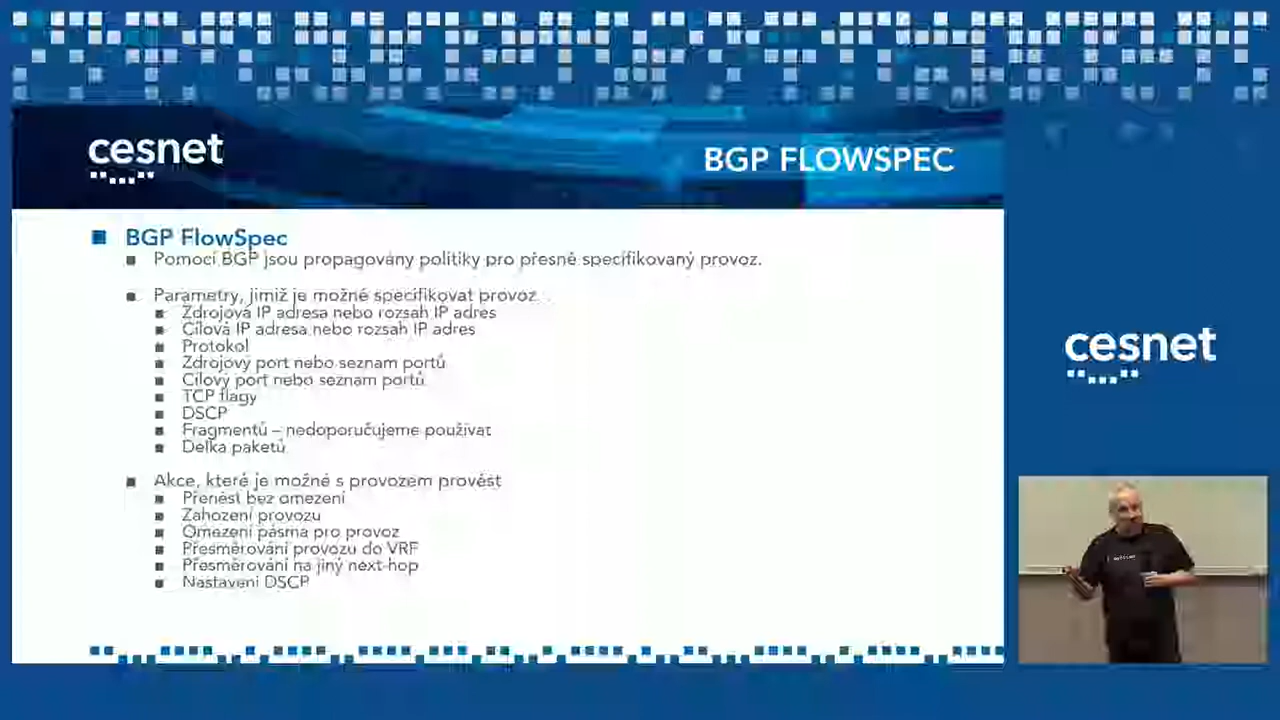 cesnet
BGP FLOWSPEC
BGP FlowSpec
Pomocí BGP jsou propagovány politiky pro přesně specifikovaný provoz.
Parametry, jimiž je možné specifikovat provoz
Zdrojová IP adresa nebo rozsah IP adres
Cílová IP adresa nebo rozsah IP adres
Protokol
Zdrojový port nebo seznam portů
Cílový port nebo seznam portů
TCP flagy
DSCP
Fragmentů – nedoporučujeme používat
Délka paketů
Akce, které je možné s provozem provést
Přenést bez omezení
Zahození provozu
Omezení pásma pro provoz
Přesměrování provozu do VRF
Přesměrování na jiný next-hop
Nastavení DSCP
cesnet